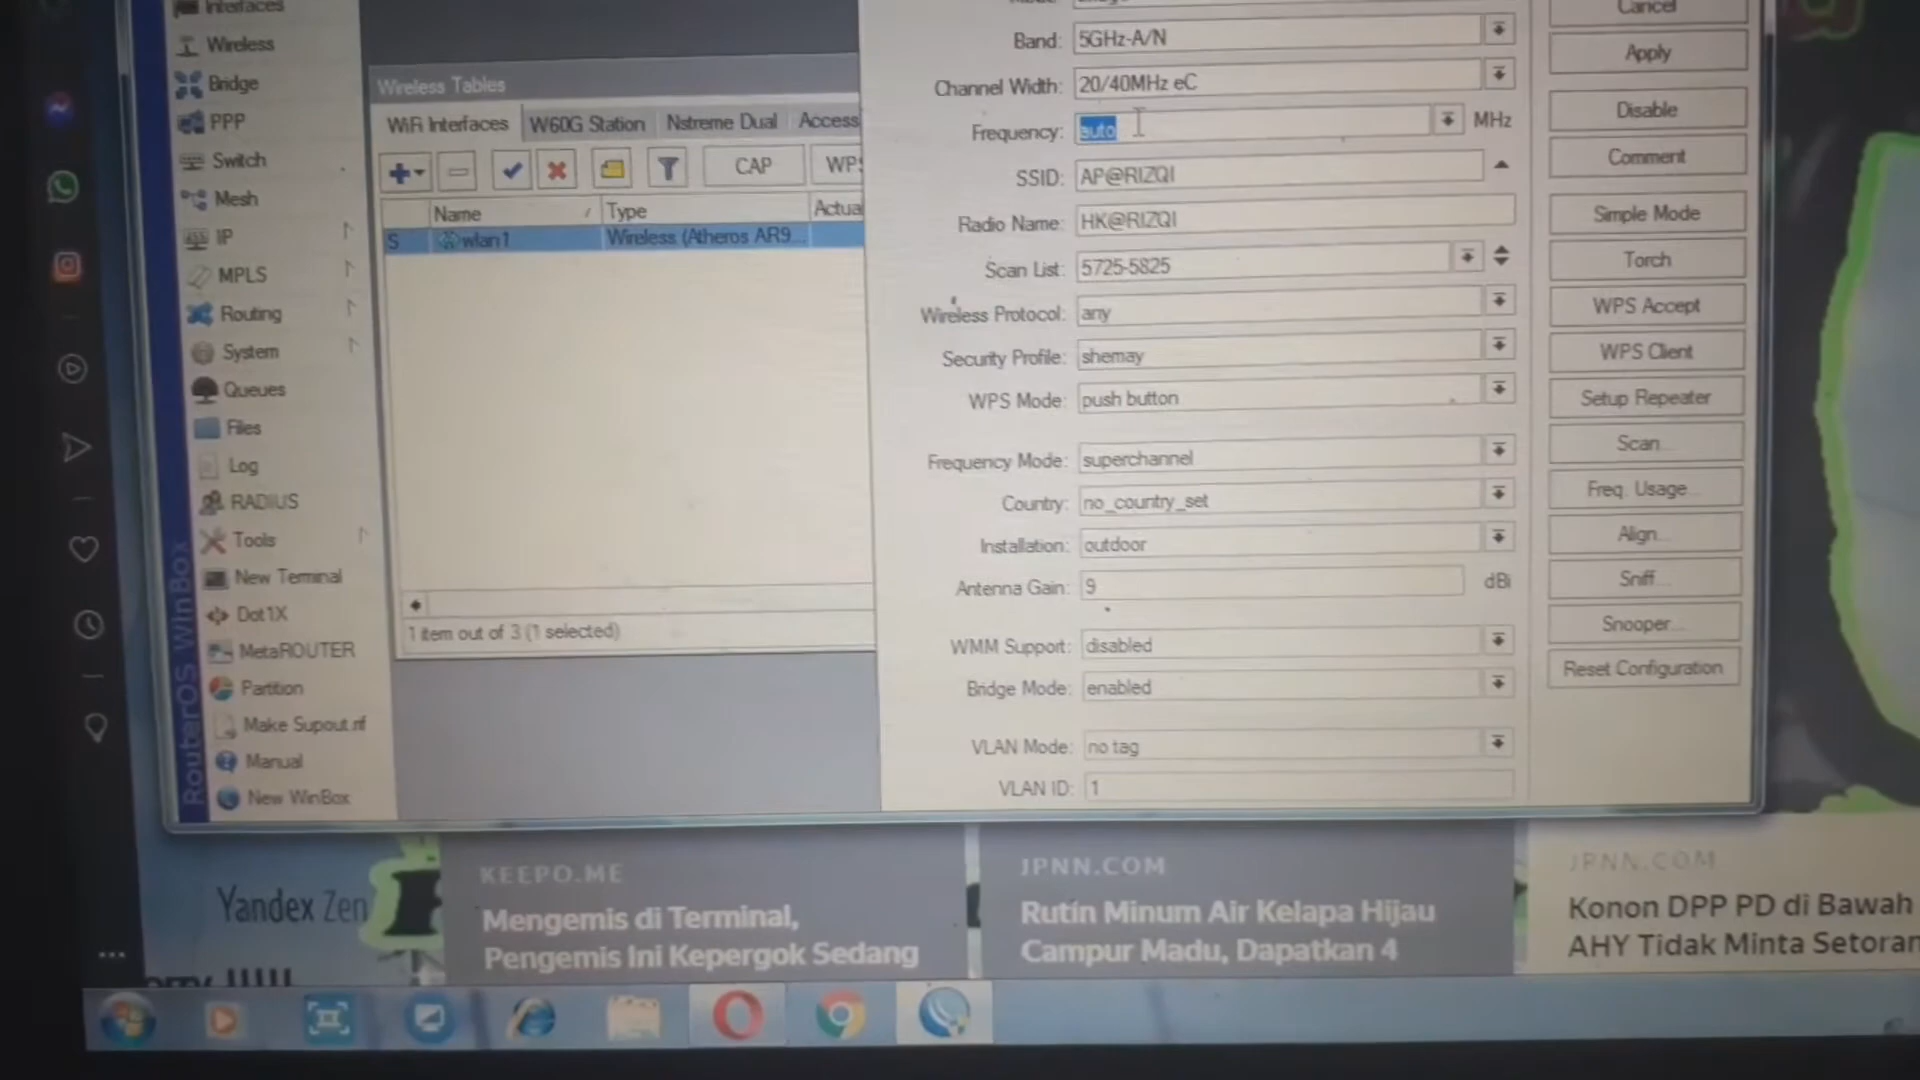 Interfaces
Wireless
Bridge
PPP
Switch
Mesh
IP
MPLS
Routing
System
Queues
Files
Log
RADIUS
Tools
New Terminal
Dot1X
MetaROUTER
Partition
Make Supout.rif
Manual
New WinBox
RouterOS WinBox
Wireless Tables
WiFi Interfaces
W60G Station
Nstreme Dual
Access
CAP
WPS
Name
Type
Actual
S
wlan1
Wireless (Atheros AR9...
1 item out of 3 (1 selected)
Band: 5GHz-A/N
Channel Width: 20/40MHz eC
Frequency: auto MHz
SSID: AP@RIZQI
Radio Name: HK@RIZQI
Scan List: 5725-5825
Wireless Protocol: any
Security Profile: shemay
WPS Mode: push button
Frequency Mode: superchannel
Country: no_country_set
Installation: outdoor
Antenna Gain: 9 dBi
WMM Support: disabled
Bridge Mode: enabled
VLAN Mode: no tag
VLAN ID: 1
Cancel
Apply
Disable
Comment
Simple Mode
Torch
WPS Accept
WPS Client
Setup Repeater
Scan...
Freq. Usage...
Align...
Sniff...
Snooper...
Reset Configuration
Yandex Zen
KEEPO.ME
Mengemis di Terminal,
Pengemis Ini Kepergok Sedang
JPNN.COM
Rutin Minum Air Kelapa Hijau
Campur Madu, Dapatkan 4
JPNN.COM
Konon DPP PD di Bawah
AHY Tidak Minta Setoran